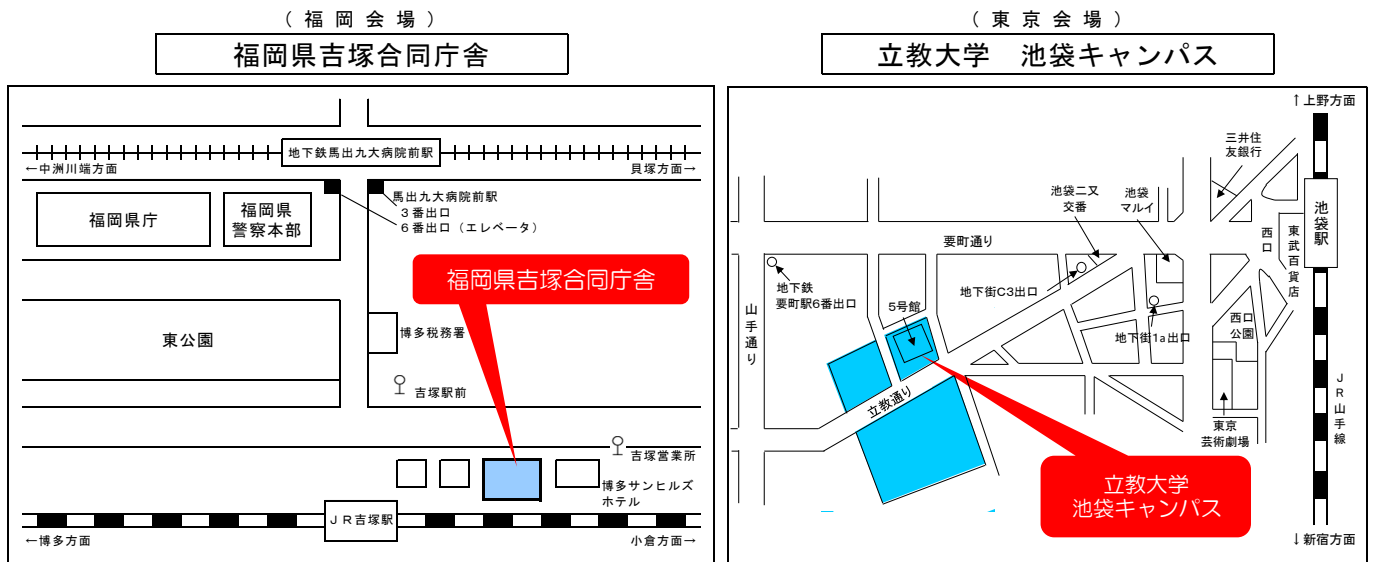 （福岡会場）
福岡県吉塚合同庁舎
地下鉄馬出九大病院前駅
←中洲川端方面
貝塚方面→
福岡県庁
福岡県
警察本部
馬出九大病院前駅
３番出口
６番出口（エレベータ）
福岡県吉塚合同庁舎
東公園
博多税務署
吉塚駅前
吉塚営業所
博多サンヒルズ
ホテル
ＪＲ吉塚駅
←博多方面
小倉方面→
（東京会場）
立教大学　池袋キャンパス
↑上野方面
三井住
友銀行
池袋二又
交番
池袋
マルイ
池袋駅
西口
東武百貨店
要町通り
地下鉄
要町駅6番出口
地下街C3出口
5号館
山手通り
地下街1a出口
西口
公園
立教通り
ＪＲ山手線
東京
芸術劇場
立教大学
池袋キャンパス
↓新宿方面